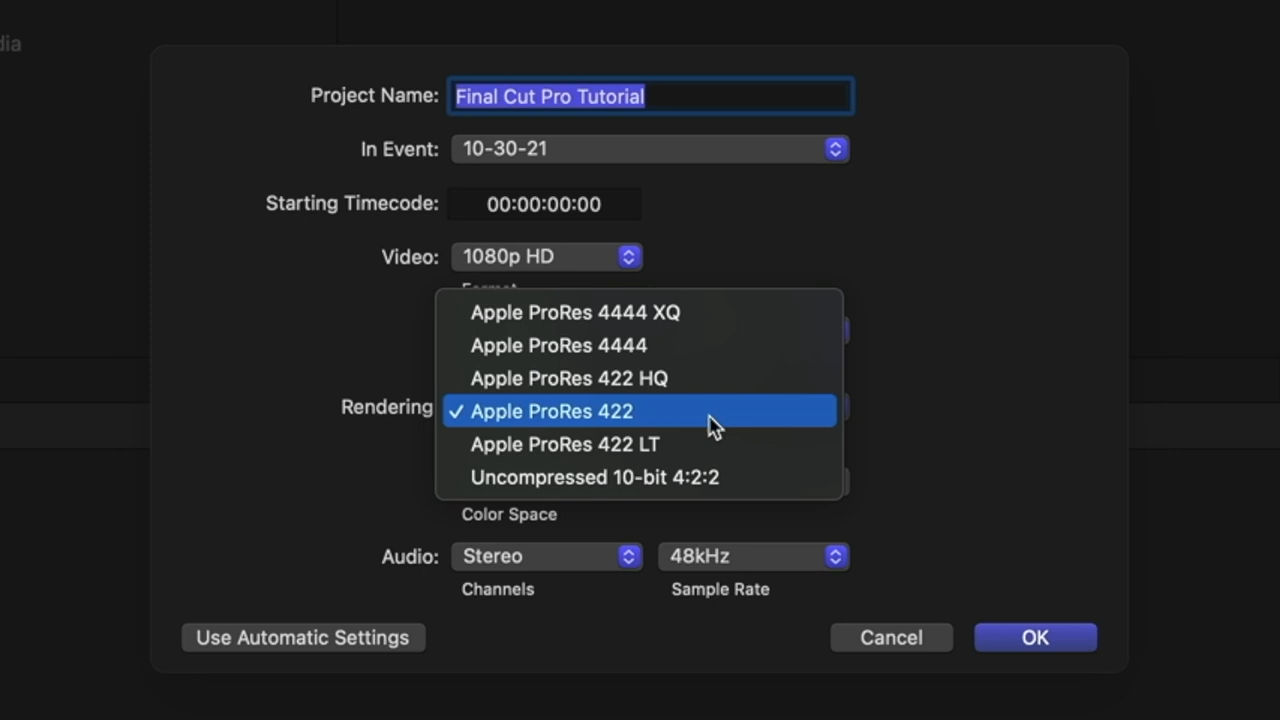 Project Name: Final Cut Pro Tutorial
In Event: 10-30-21
Starting Timecode: 00:00:00:00
Video: 1080p HD
Apple ProRes 4444 XQ
Apple ProRes 4444
Apple ProRes 422 HQ
Rendering ✓ Apple ProRes 422
Apple ProRes 422 LT
Uncompressed 10-bit 4:2:2
Color Space
Audio: Stereo 48kHz
Channels Sample Rate
Use Automatic Settings Cancel OK